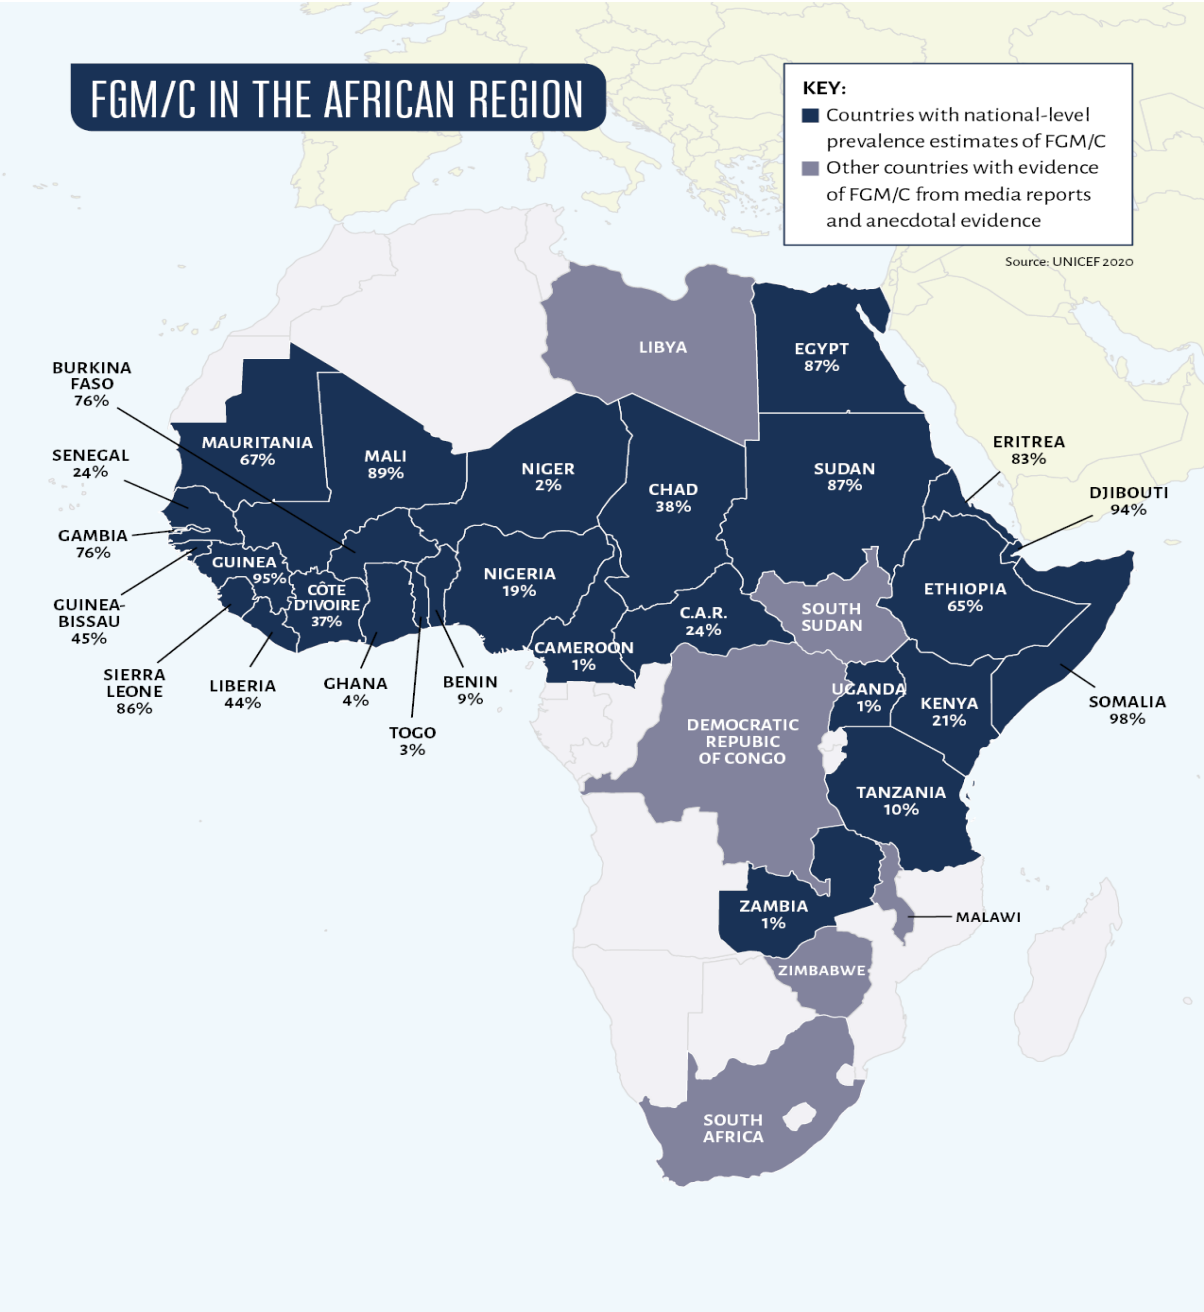 FGM/C IN THE AFRICAN REGION
KEY:
Countries with national-level
prevalence estimates of FGM/C
Other countries with evidence
of FGM/C from media reports
and anecdotal evidence
Source: UNICEF 2020
LIBYA
EGYPT
87%
BURKINA
FASO
76%
MAURITANIA
67%
MALI
89%
NIGER
2%
CHAD
38%
SUDAN
87%
ERITREA
83%
SENEGAL
24%
DJIBOUTI
94%
GAMBIA
76%
GUINEA
95%
CÔTE
D'IVOIRE
37%
NIGERIA
19%
C.A.R.
24%
SOUTH
SUDAN
ETHIOPIA
65%
GUINEA-
BISSAU
45%
CAMEROON
1%
SIERRA
LEONE
86%
LIBERIA
44%
GHANA
4%
BENIN
9%
TOGO
3%
UGANDA
1%
KENYA
21%
SOMALIA
98%
DEMOCRATIC
REPUBIC
OF CONGO
TANZANIA
10%
ZAMBIA
1%
MALAWI
ZIMBABWE
SOUTH
AFRICA